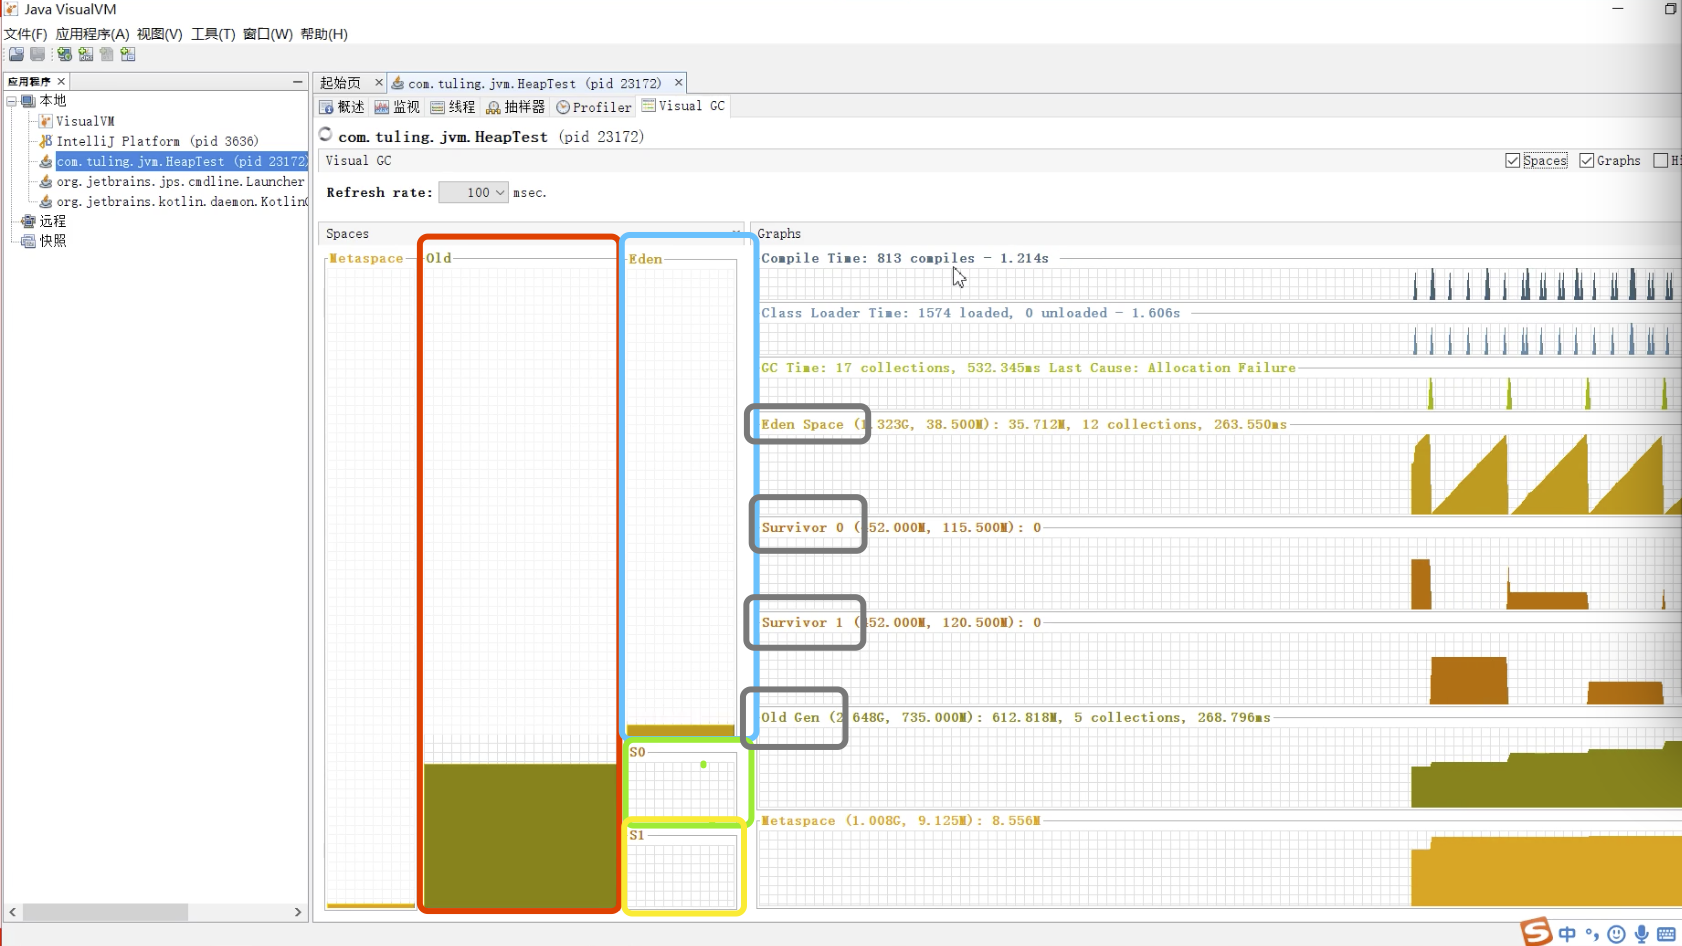 Java VisualVM
文件(F) 应用程序(A) 视图(V) 工具(T) 窗口(W) 帮助(H)
应用程序
本地
VisualVM
IntelliJ Platform (pid 3636)
com.tuling.jvm.HeapTest (pid 23172)
org.jetbrains.jps.cmdline.Launcher
org.jetbrains.kotlin.daemon.Kotlin
远程
快照
起始页 com.tuling.jvm.HeapTest (pid 23172)
概述 监视 线程 抽样器 Profiler Visual GC
com.tuling.jvm.HeapTest (pid 23172)
Visual GC Spaces Graphs Hi
Refresh rate: 100 msec.
Spaces
Metaspace Old Eden
S0
S1
Graphs
Compile Time: 813 compiles - 1.214s
Class Loader Time: 1574 loaded, 0 unloaded - 1.606s
GC Time: 17 collections, 532.345ms Last Cause: Allocation Failure
Eden Space (1.323G, 38.500M): 35.712M, 12 collections, 263.550ms
Survivor 0 (452.000M, 115.500M): 0
Survivor 1 (452.000M, 120.500M): 0
Old Gen (2.648G, 735.000M): 612.818M, 5 collections, 268.796ms
Metaspace (1.008G, 9.125M): 8.556M
S 中